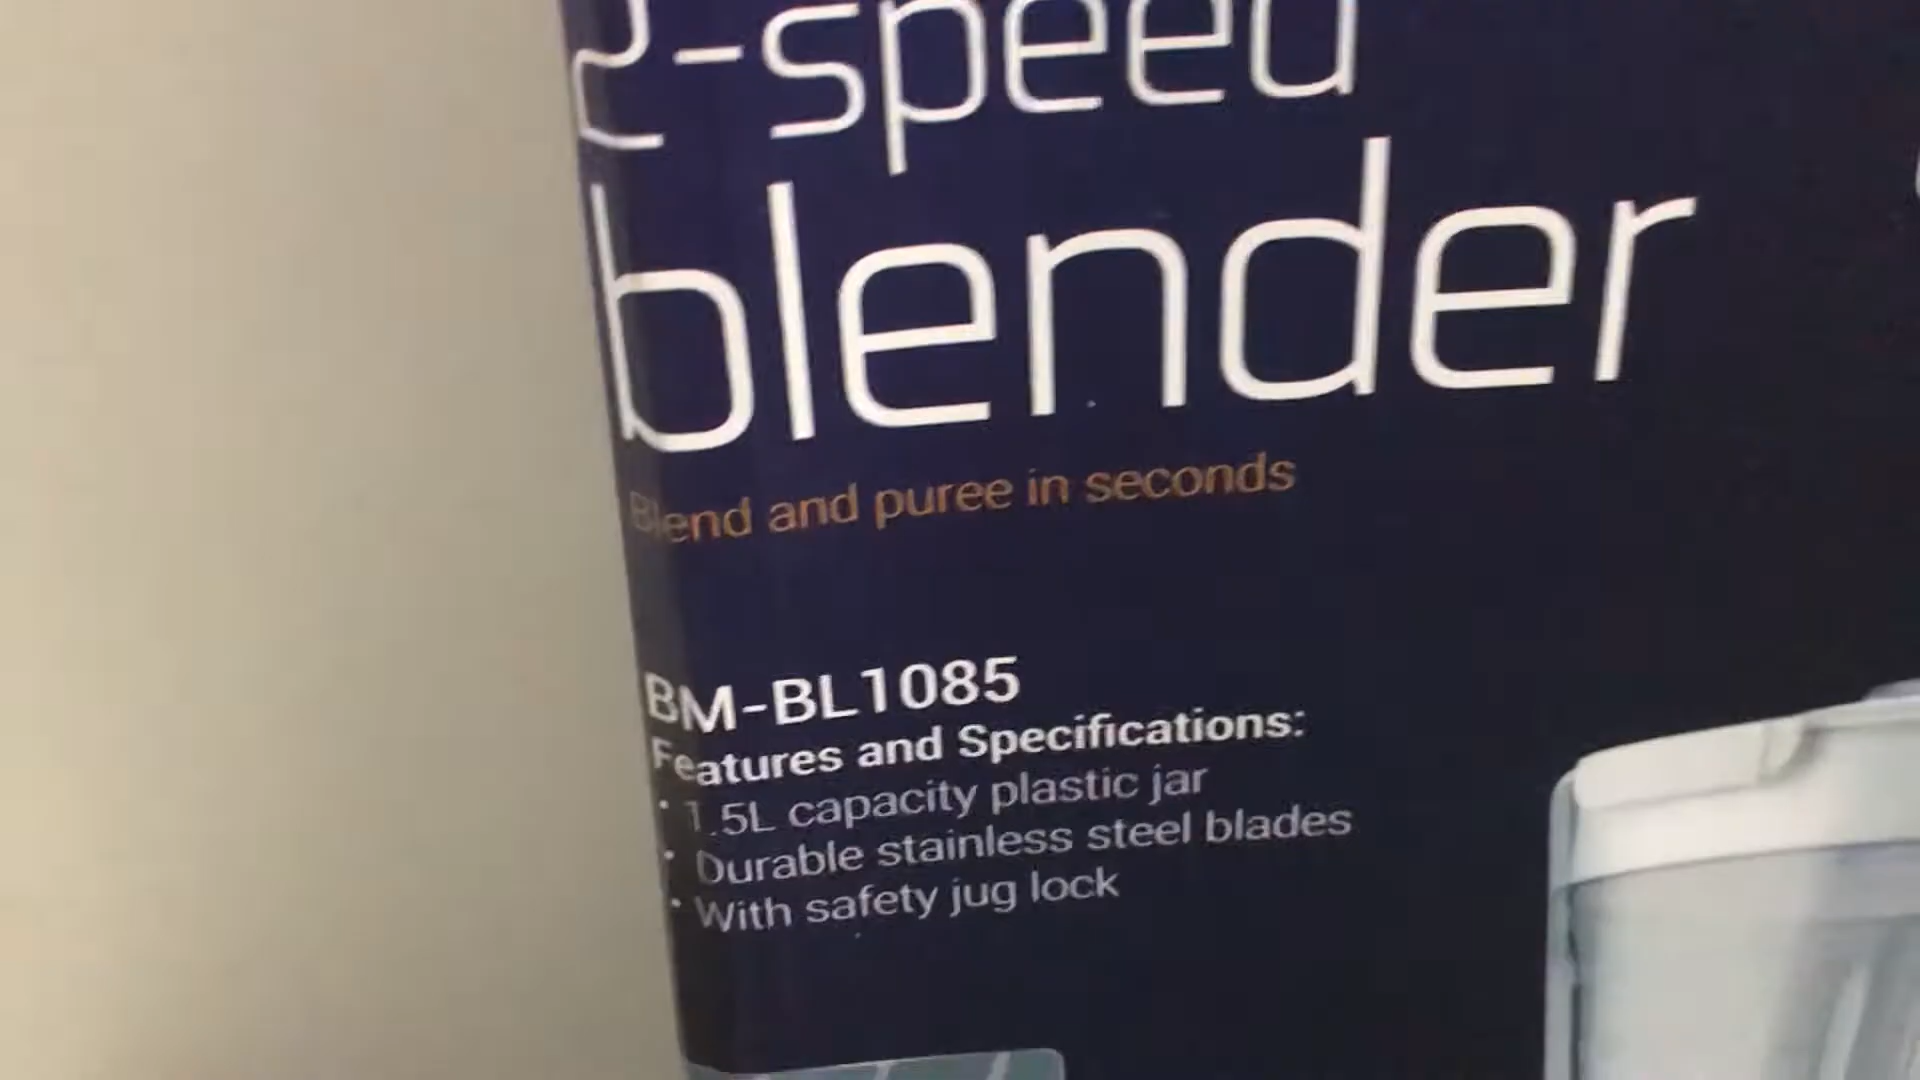 2-speed
blender
Blend and puree in seconds
BM-BL1085
Features and Specifications:
· 1.5L capacity plastic jar
· Durable stainless steel blades
· With safety jug lock